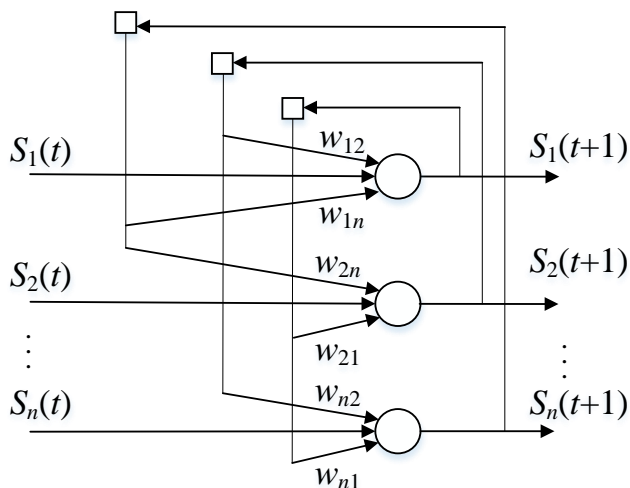 w₁₂
S₁(t)
S₁(t+1)
w₁ₙ
w₂ₙ
S₂(t)
S₂(t+1)
w₂₁
wₙ₂
Sₙ(t)
Sₙ(t+1)
wₙ₁